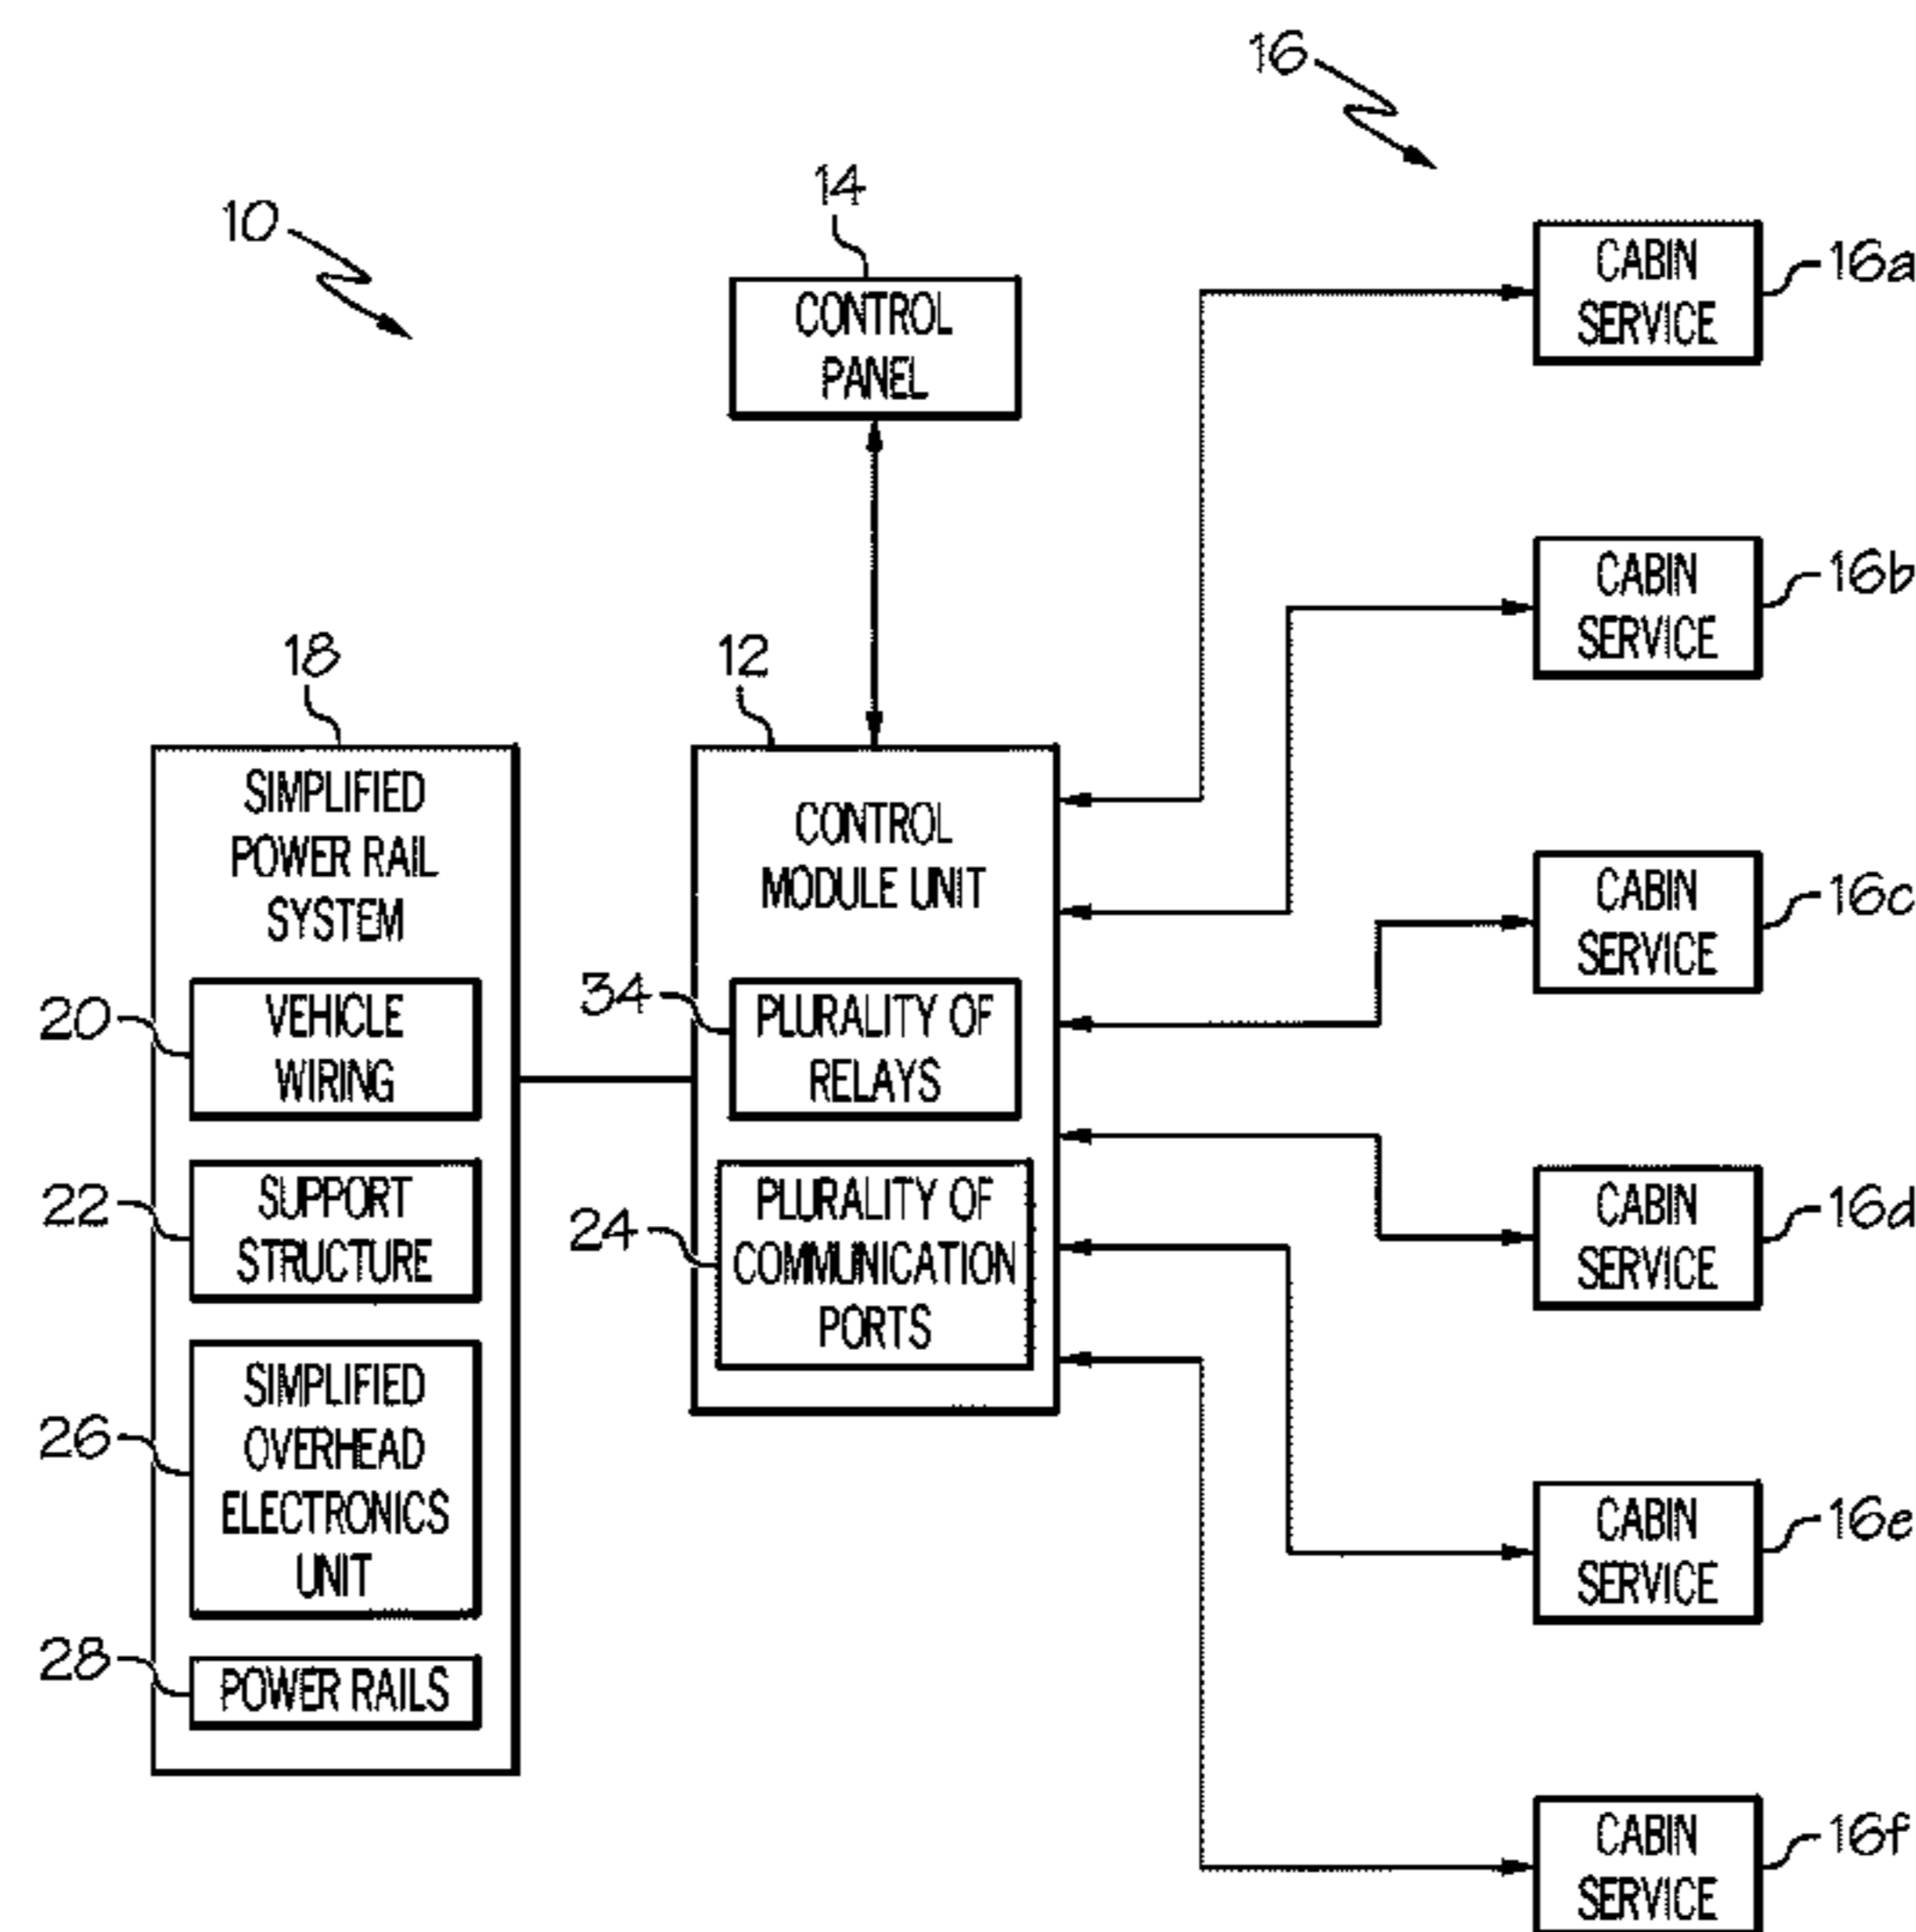 16
14
10
CONTROL
PANEL
CABIN
SERVICE
16a
CABIN
SERVICE
16b
18
12
SIMPLIFIED
POWER RAIL
SYSTEM
20
VEHICLE
WIRING
22
SUPPORT
STRUCTURE
26
SIMPLIFIED
OVERHEAD
ELECTRONICS
UNIT
28
POWER RAILS
CONTROL
MODULE UNIT
34
PLURALITY OF
RELAYS
24
PLURALITY OF
COMMUNICATION
PORTS
CABIN
SERVICE
16c
CABIN
SERVICE
16d
CABIN
SERVICE
16e
CABIN
SERVICE
16f